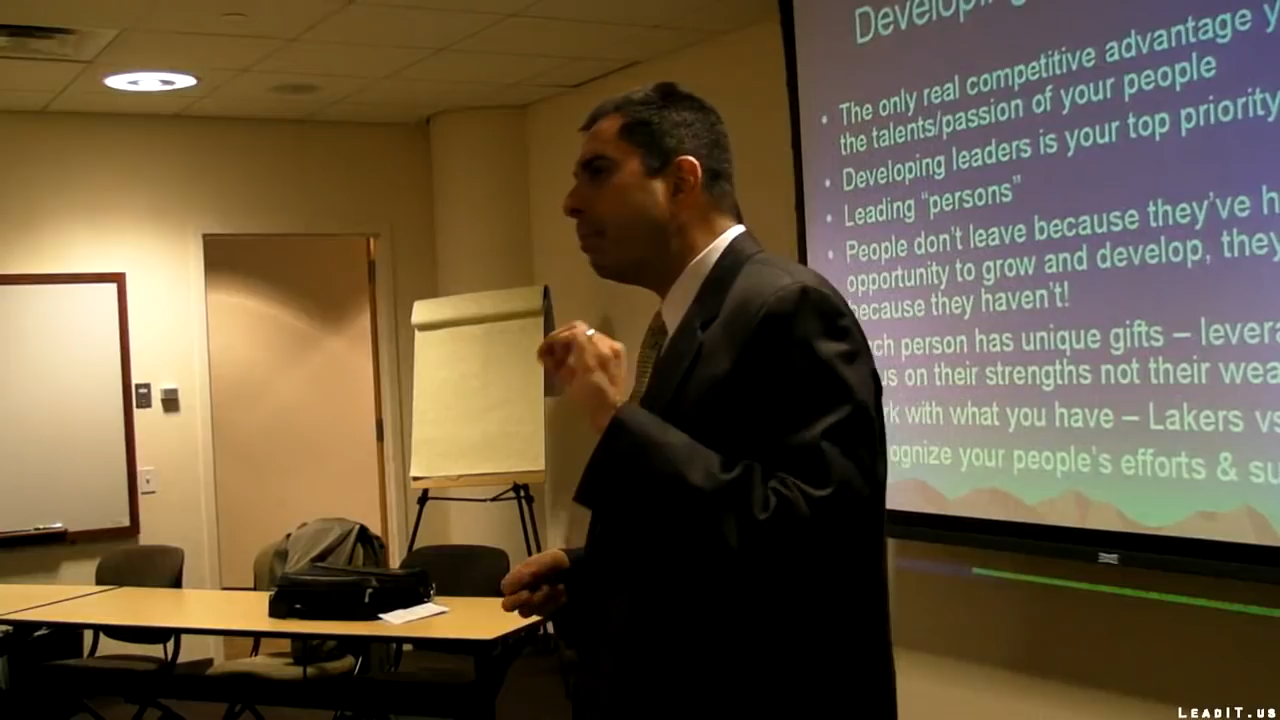 Developing
• The only real competitive advantage y
the talents/passion of your people
• Developing leaders is your top priority
• Leading “persons”
• People don’t leave because they’ve h
opportunity to grow and develop, they
because they haven’t!
ch person has unique gifts – levera
us on their strengths not their wea
rk with what you have – Lakers vs
ognize your people’s efforts & su
LeadIT.us